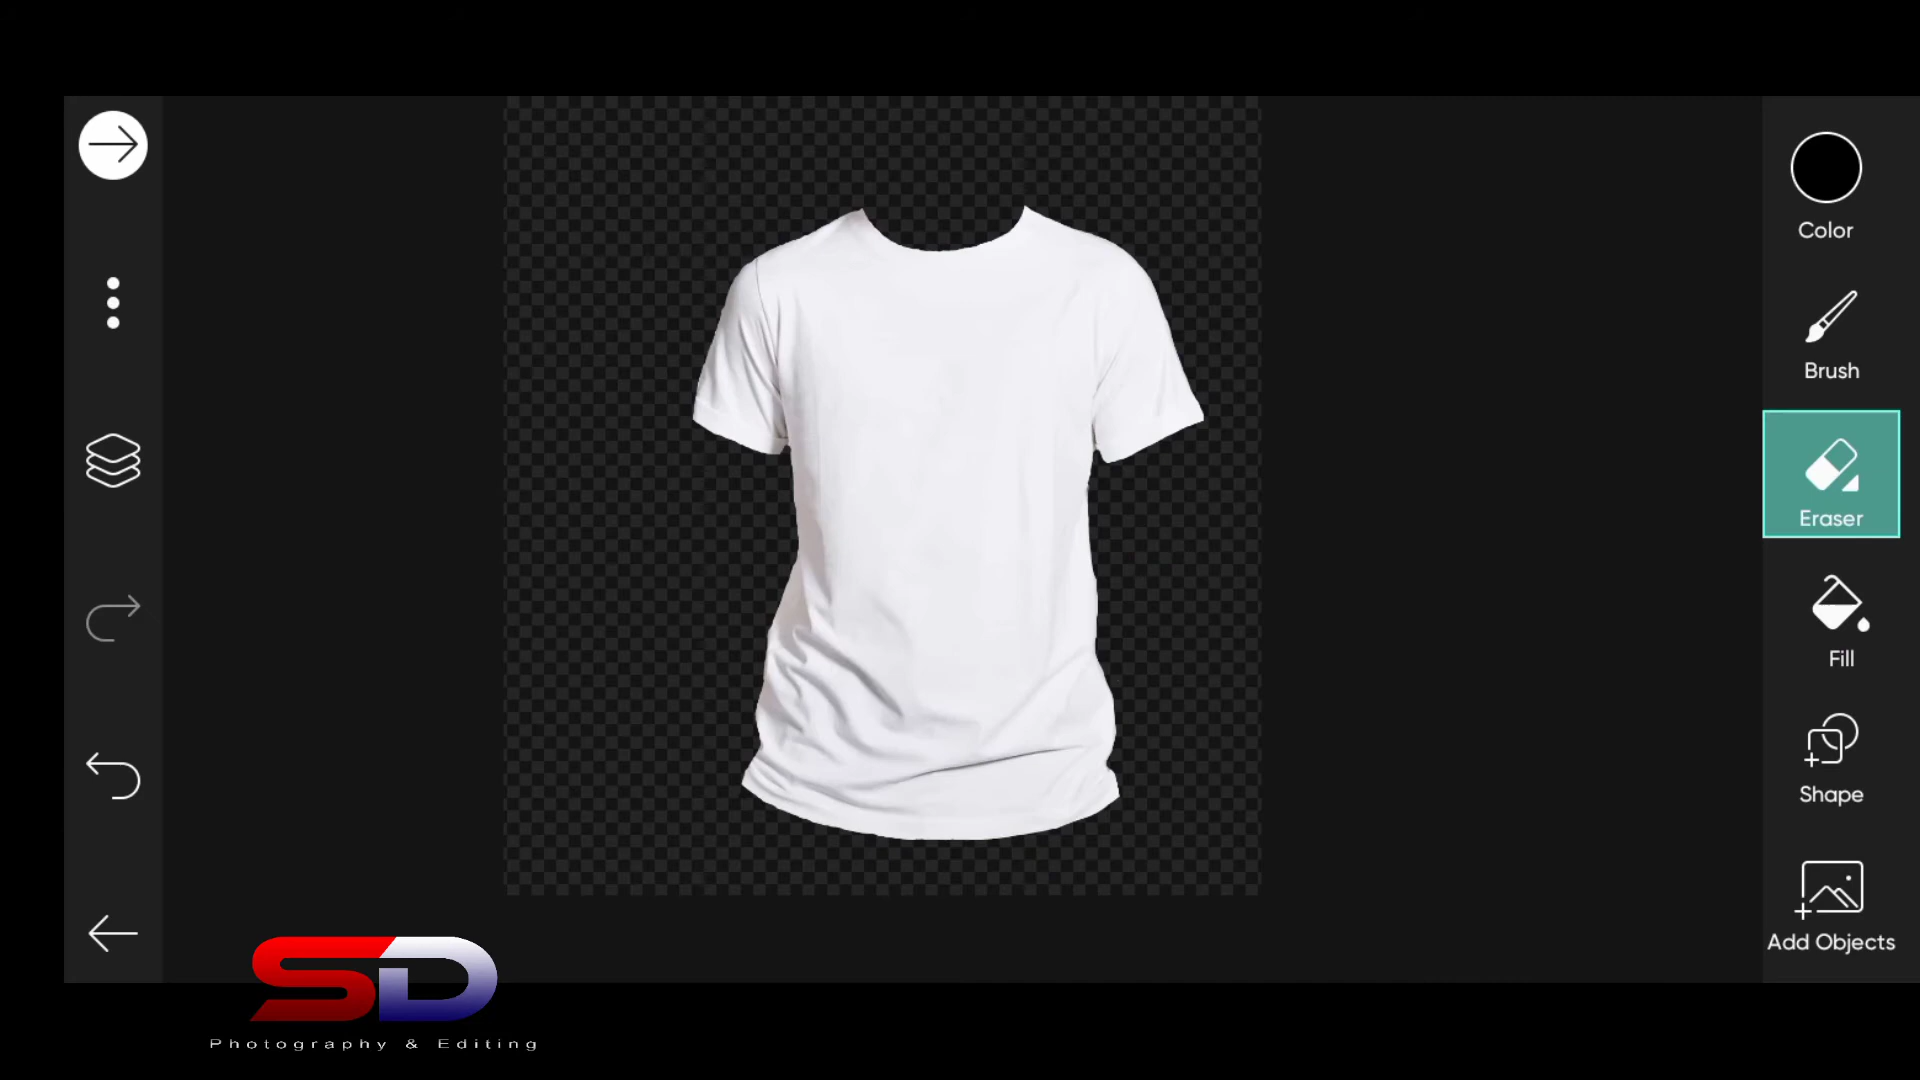 Color
Brush
Eraser
Fill
Shape
Add Objects
SD
Photography & Editing